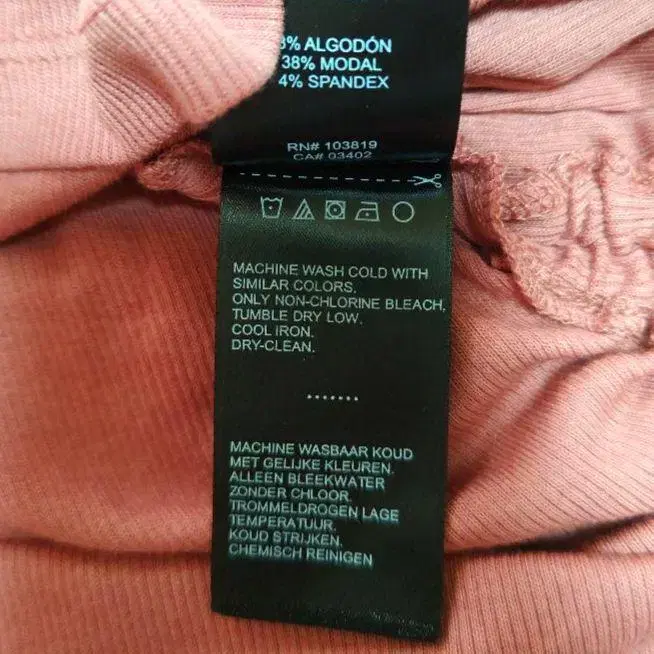 8% ALGODÓN
38% MODAL
4% SPANDEX
RN# 103819
CA# 03402
MACHINE WASH COLD WITH
SIMILAR COLORS.
ONLY NON-CHLORINE BLEACH.
TUMBLE DRY LOW.
COOL IRON.
DRY-CLEAN.
.......
MACHINE WASBAAR KOUD
MET GELIJKE KLEUREN.
ALLEEN BLEEKWATER
ZONDER CHLOOR.
TROMMELDROGEN LAGE
TEMPERATUUR.
KOUD STRIJKEN.
CHEMISCH REINIGEN